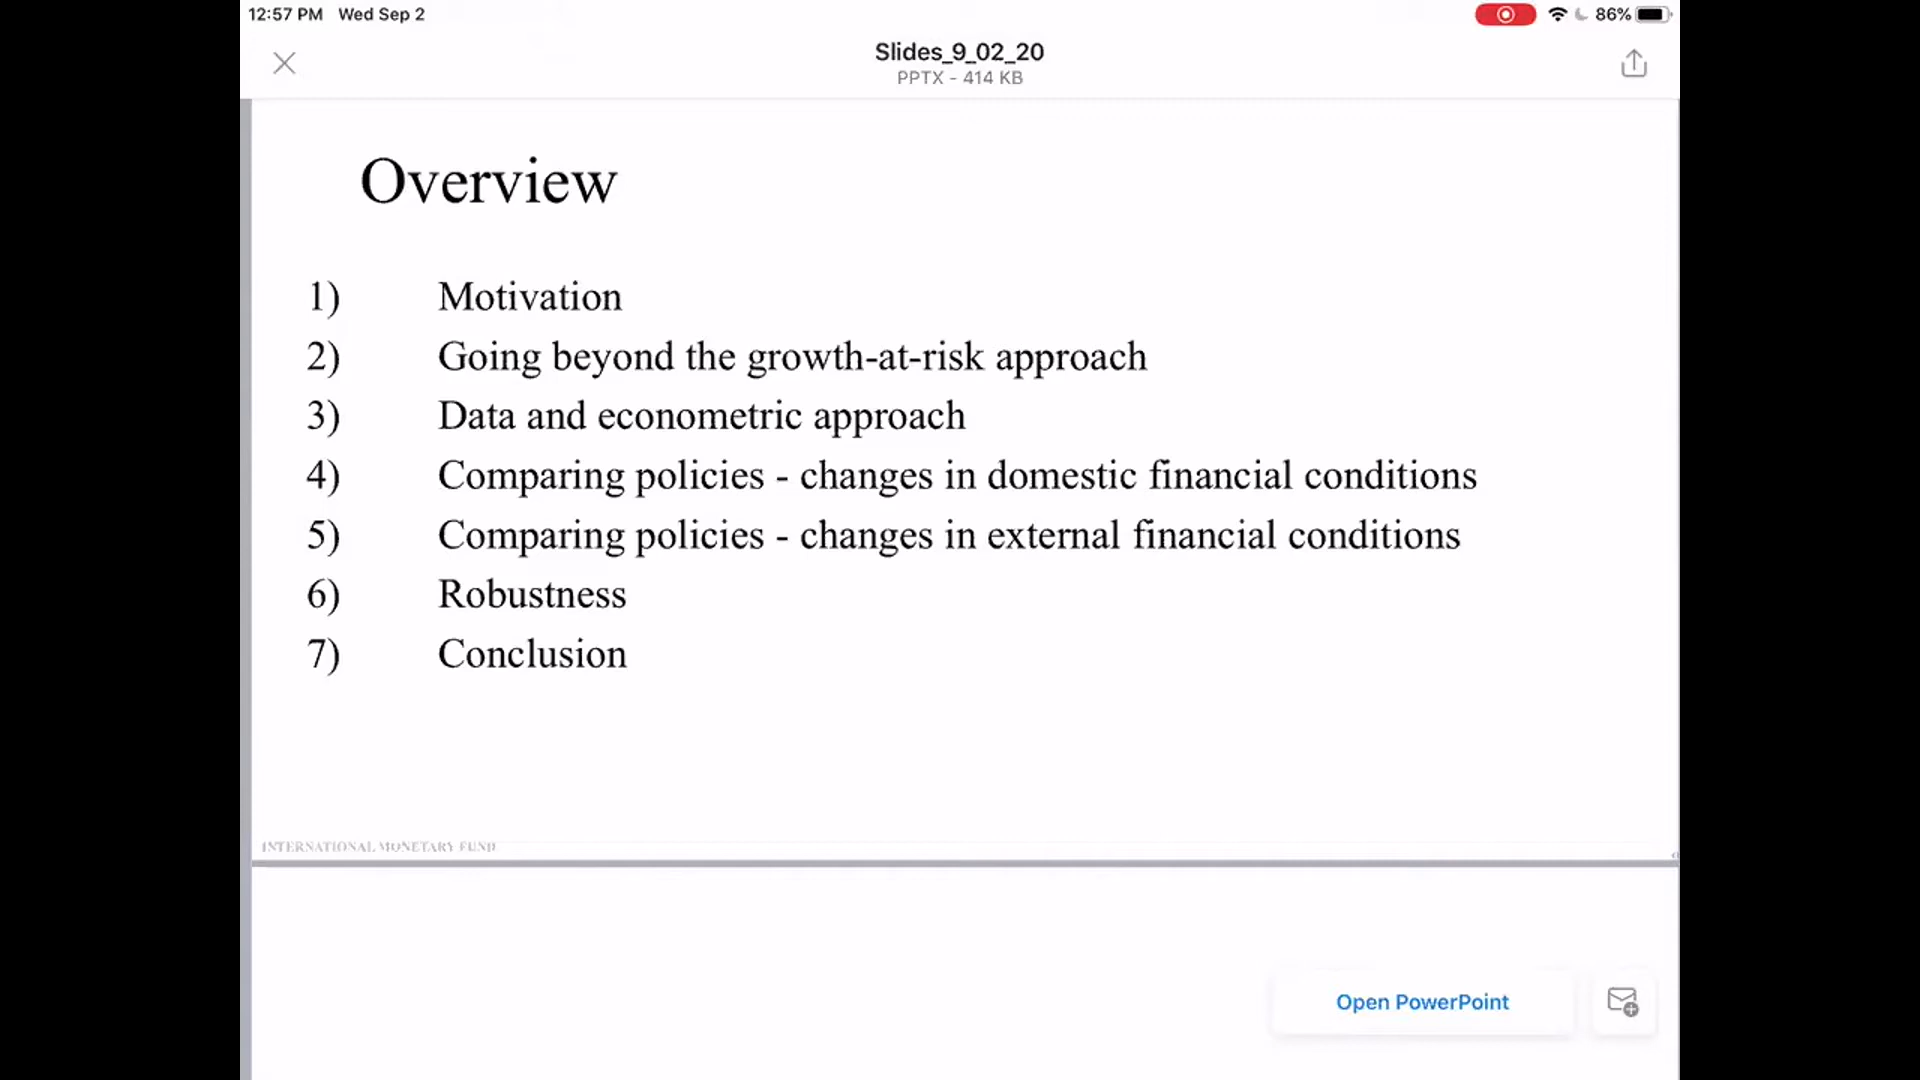 12:57 PM Wed Sep 2
86%
Slides_9_02_20
PPTX - 414 KB
Overview
1) Motivation
2) Going beyond the growth-at-risk approach
3) Data and econometric approach
4) Comparing policies - changes in domestic financial conditions
5) Comparing policies - changes in external financial conditions
6) Robustness
7) Conclusion
INTERNATIONAL MONETARY FUND
Open PowerPoint